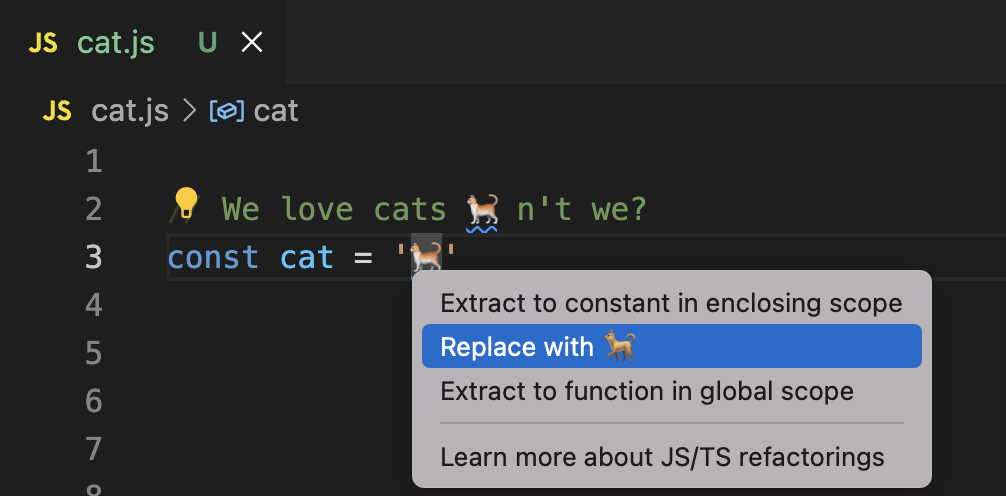 JS cat.js U
JS cat.js > cat
1
2 // We love cats 🐈 n't we?
3 const cat = '🐈'
4
5
6
7
8
Extract to constant in enclosing scope
Replace with 🐕
Extract to function in global scope
Learn more about JS/TS refactorings